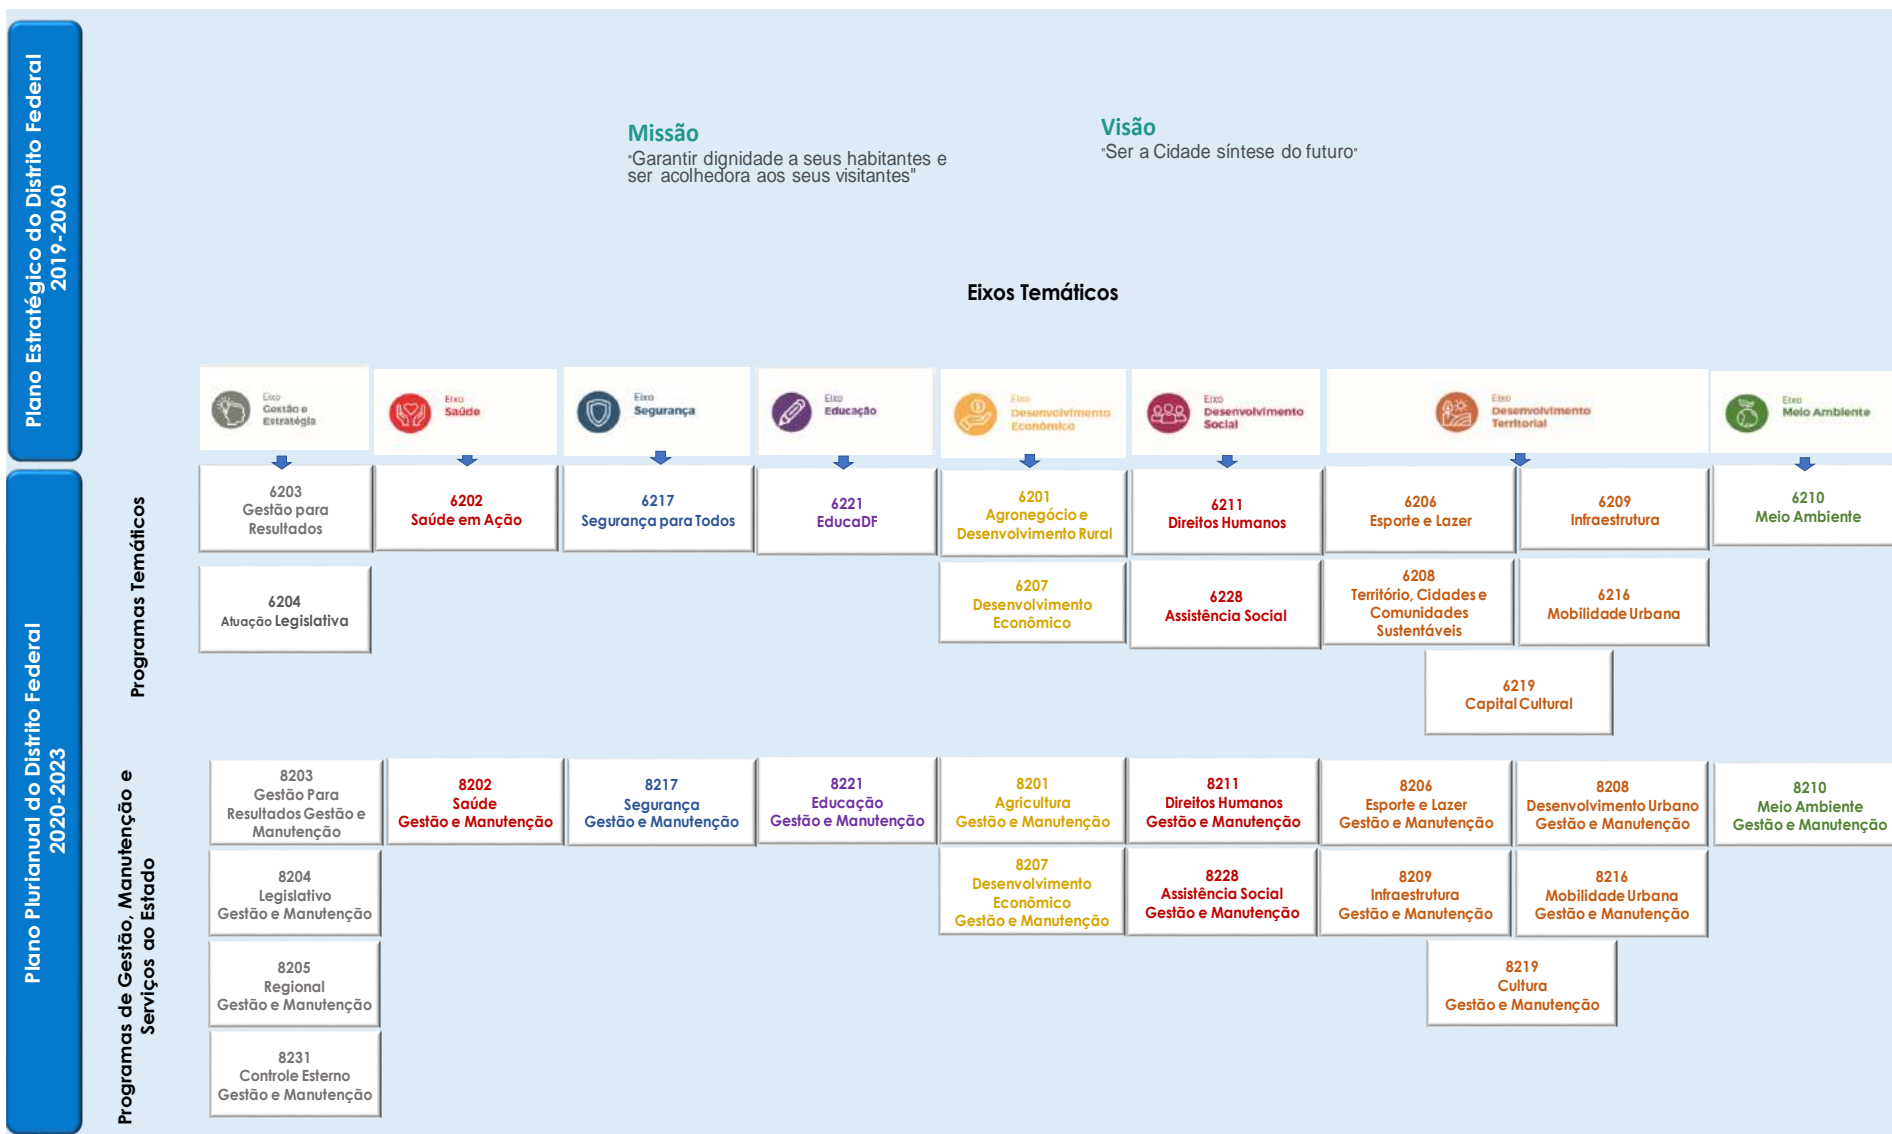 Plano Estratégico do Distrito Federal
2019-2060
Missão
"Garantir dignidade a seus habitantes e
ser acolhedora aos seus visitantes"
Visão
"Ser a Cidade síntese do futuro"
Eixos Temáticos
Eixo
Gestão e
Estratégia
Eixo
Saúde
Eixo
Segurança
Eixo
Educação
Eixo
Desenvolvimento
Econômico
Eixo
Desenvolvimento
Social
Eixo
Desenvolvimento
Territorial
Eixo
Meio Ambiente
Plano Plurianual do Distrito Federal
2020-2023
Programas Temáticos
6203
Gestão para
Resultados
6202
Saúde em Ação
6217
Segurança para Todos
6221
EducaDF
6201
Agronegócio e
Desenvolvimento Rural
6211
Direitos Humanos
6206
Esporte e Lazer
6209
Infraestrutura
6210
Meio Ambiente
6204
Atuação Legislativa
6207
Desenvolvimento
Econômico
6228
Assistência Social
6208
Território, Cidades e
Comunidades
Sustentáveis
6216
Mobilidade Urbana
6219
Capital Cultural
Programas de Gestão, Manutenção e
Serviços ao Estado
8203
Gestão Para
Resultados Gestão e
Manutenção
8202
Saúde
Gestão e Manutenção
8217
Segurança
Gestão e Manutenção
8221
Educação
Gestão e Manutenção
8201
Agricultura
Gestão e Manutenção
8211
Direitos Humanos
Gestão e Manutenção
8206
Esporte e Lazer
Gestão e Manutenção
8208
Desenvolvimento Urbano
Gestão e Manutenção
8210
Meio Ambiente
Gestão e Manutenção
8204
Legislativo
Gestão e Manutenção
8207
Desenvolvimento
Econômico
Gestão e Manutenção
8228
Assistência Social
Gestão e Manutenção
8209
Infraestrutura
Gestão e Manutenção
8216
Mobilidade Urbana
Gestão e Manutenção
8205
Regional
Gestão e Manutenção
8219
Cultura
Gestão e Manutenção
8231
Controle Esterno
Gestão e Manutenção